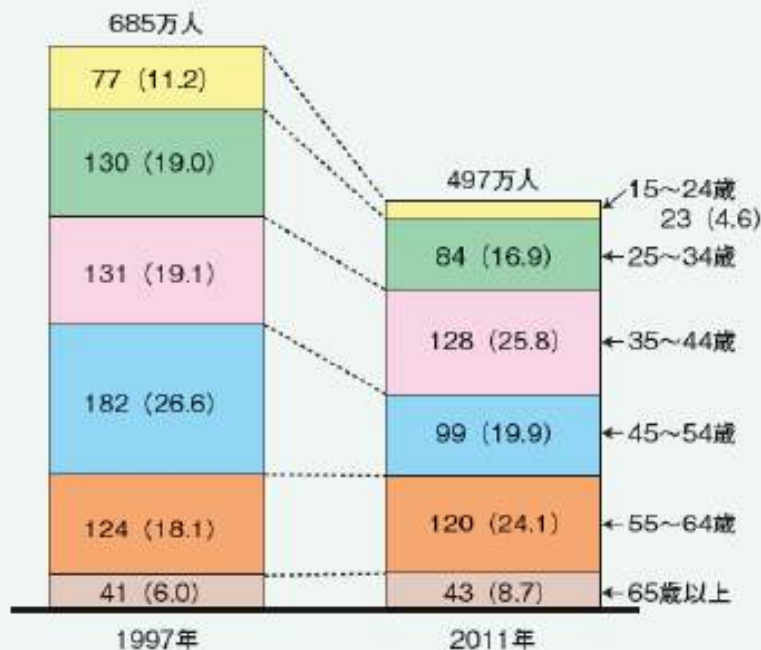 685万人
77（11.2）
130（19.0）
131（19.1）
182（26.6）
124（18.1）
41（6.0）
1997年
497万人
15～24歳
23（4.6）
84（16.9）
25～34歳
128（25.8）
35～44歳
99（19.9）
45～54歳
120（24.1）
55～64歳
43（8.7）
65歳以上
2011年